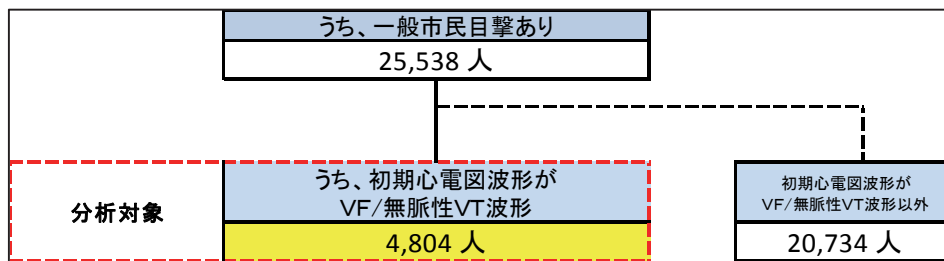 うち、一般市民目撃あり
25,538 人
分析対象
うち、初期心電図波形が
VF/無脈性VT波形
4,804 人
初期心電図波形が
VF/無脈性VT波形以外
20,734 人